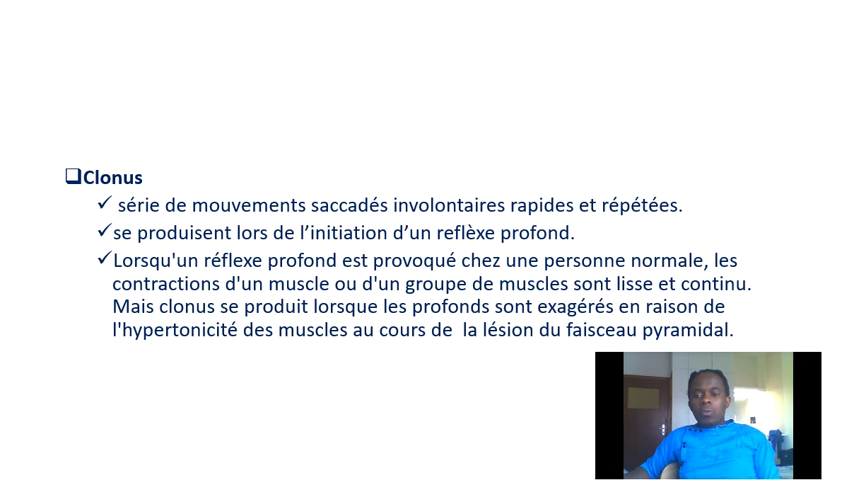 Clonus
série de mouvements saccadés involontaires rapides et répétées.
se produisent lors de l’initiation d’un reflèxe profond.
Lorsqu'un réflexe profond est provoqué chez une personne normale, les
contractions d'un muscle ou d'un groupe de muscles sont lisse et continu.
Mais clonus se produit lorsque les profonds sont exagérés en raison de
l'hypertonicité des muscles au cours de la lésion du faisceau pyramidal.